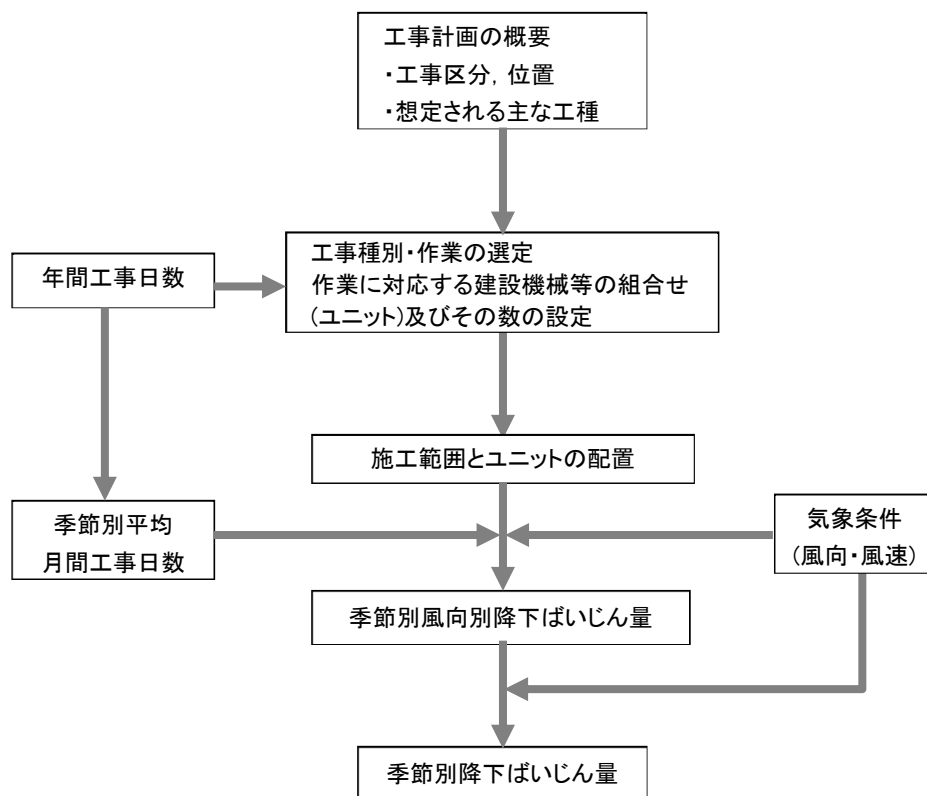 工事計画の概要
・工事区分，位置
・想定される主な工種
工事種別・作業の選定
作業に対応する建設機械等の組合せ
(ユニット)及びその数の設定
年間工事日数
施工範囲とユニットの配置
季節別平均
月間工事日数
気象条件
(風向・風速)
季節別風向別降下ばいじん量
季節別降下ばいじん量